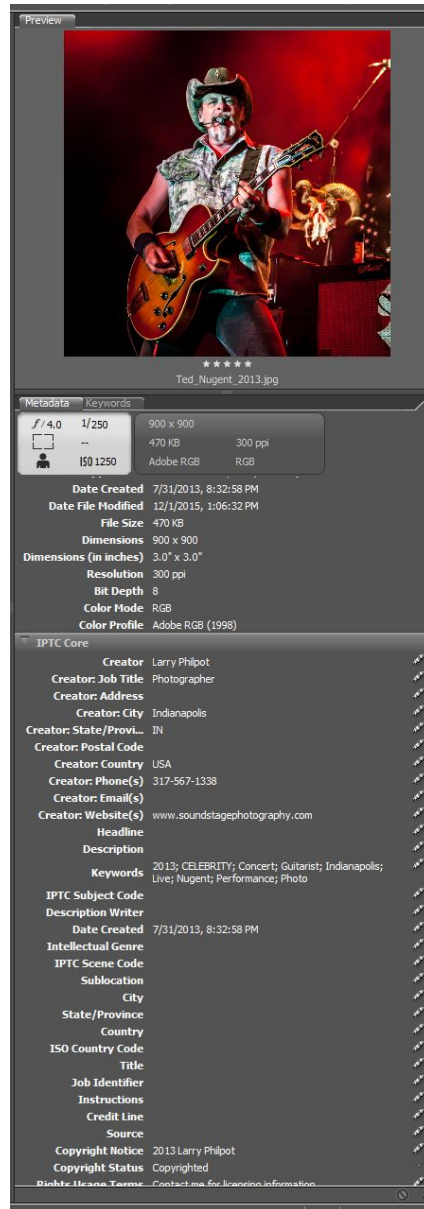 Preview
Ted_Nugent_2013.jpg
Metadata Keywords
f/4.0 1/250
--
ISO 1250
900 x 900
470 KB 300 ppi
Adobe RGB RGB
Date Created 7/31/2013, 8:32:58 PM
Date File Modified 12/1/2015, 1:06:32 PM
File Size 470 KB
Dimensions 900 x 900
Dimensions (in inches) 3.0" x 3.0"
Resolution 300 ppi
Bit Depth 8
Color Mode RGB
Color Profile Adobe RGB (1998)
IPTC Core
Creator Larry Philpot
Creator: Job Title Photographer
Creator: Address
Creator: City Indianapolis
Creator: State/Provi... IN
Creator: Postal Code
Creator: Country USA
Creator: Phone(s) 317-567-1338
Creator: Email(s)
Creator: Website(s) www.soundstagephotography.com
Headline
Description
Keywords 2013; CELEBRITY; Concert; Guitarist; Indianapolis;
Live; Nugent; Performance; Photo
IPTC Subject Code
Description Writer
Date Created 7/31/2013, 8:32:58 PM
Intellectual Genre
IPTC Scene Code
Sublocation
City
State/Province
Country
ISO Country Code
Title
Job Identifier
Instructions
Credit Line
Source
Copyright Notice 2013 Larry Philpot
Copyright Status Copyrighted
Rights Usage Terms Contact me for licensing information